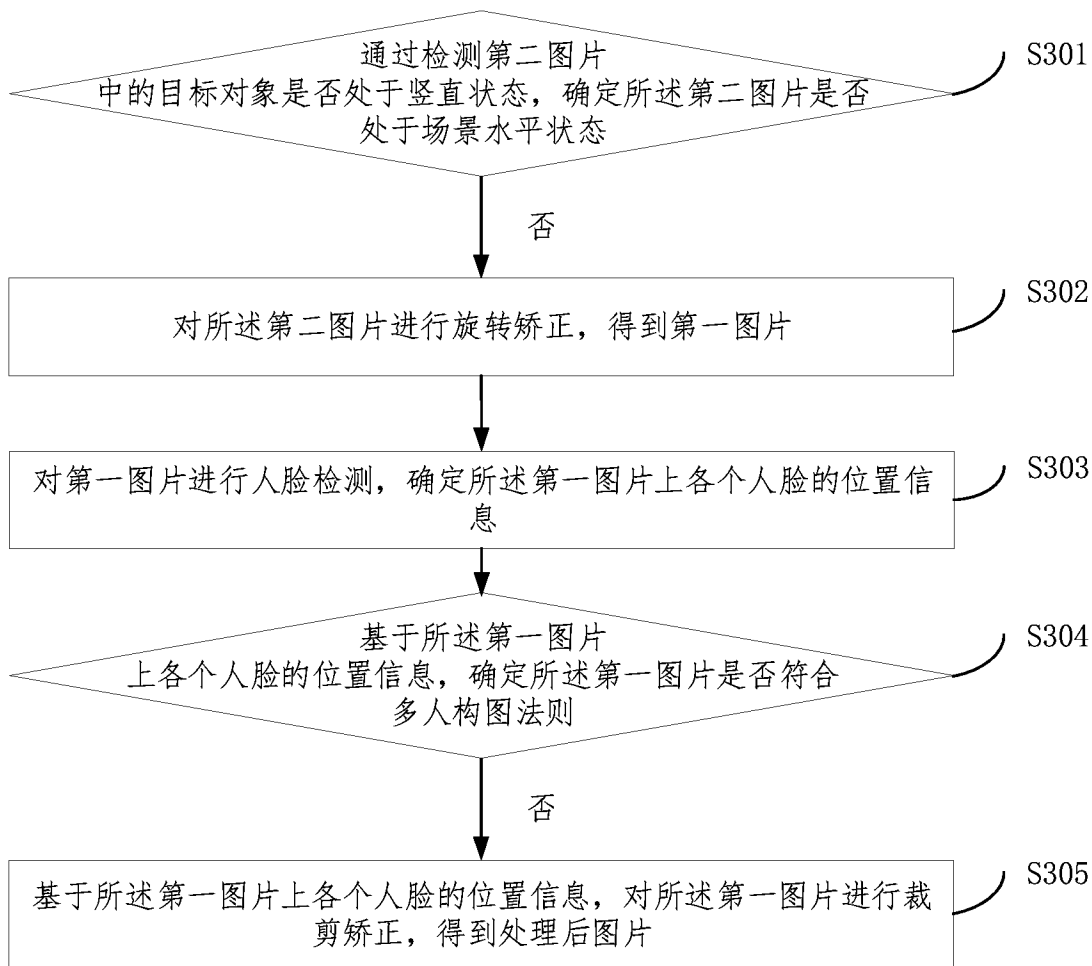 通过检测第二图片
中的目标对象是否处于竖直状态，确定所述第二图片是否
处于场景水平状态
S301
否
对所述第二图片进行旋转矫正，得到第一图片
S302
对第一图片进行人脸检测，确定所述第一图片上各个人脸的位置信
息
S303
基于所述第一图片
上各个人脸的位置信息，确定所述第一图片是否符合
多人构图法则
S304
否
基于所述第一图片上各个人脸的位置信息，对所述第一图片进行裁
剪矫正，得到处理后图片
S305